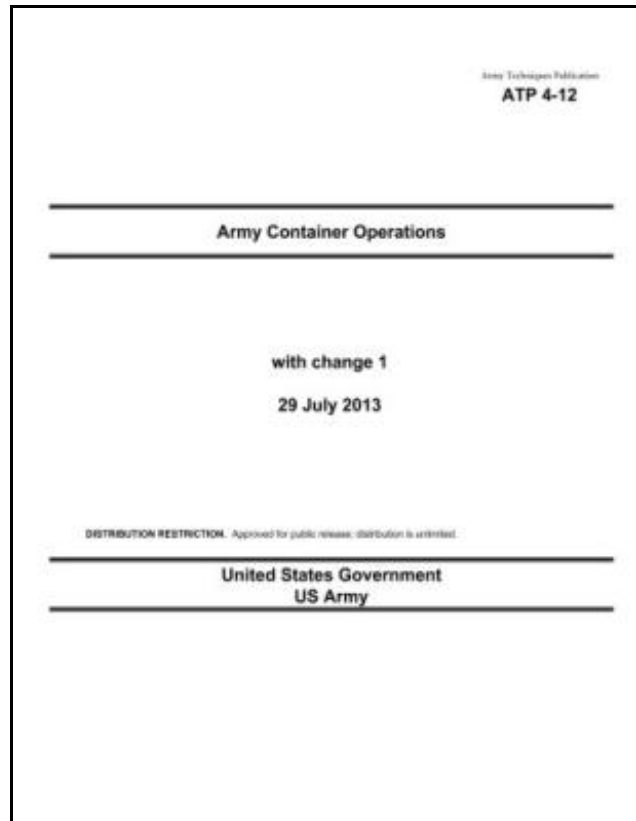 Army Techniques Publication
ATP 4-12
Army Container Operations
with change 1
29 July 2013
DISTRIBUTION RESTRICTION. Approved for public release; distribution is unlimited.
United States Government
US Army